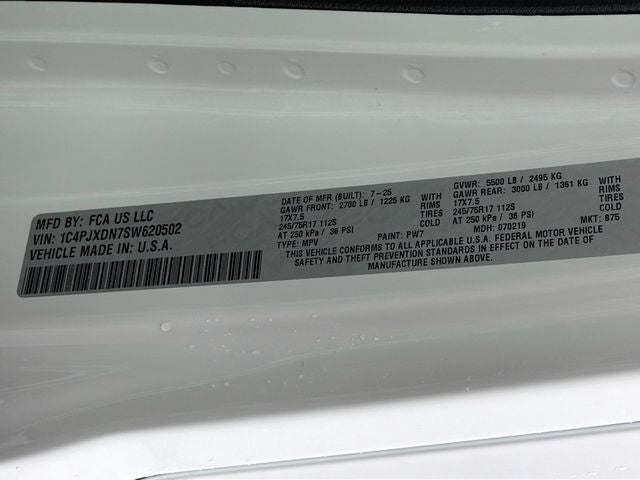 MFD BY: FCA US LLC
VIN: 1C4PJXDN7SW620502
VEHICLE MADE IN: U.S.A.
DATE OF MFR (BUILT): 7-25
GAWR FRONT: 2700 LB / 1225 KG WITH
17X7.5 RIMS
245/75R17 112S TIRES
AT 250 kPa / 36 PSI COLD
GVWR: 5500 LB / 2495 KG
GAWR REAR: 3000 LB / 1361 KG WITH
17X7.5 RIMS
245/75R17 112S TIRES
AT 250 kPa / 36 PSI COLD
TYPE: MPV PAINT: PW7 MDH: 070219 MKT: 875
THIS VEHICLE CONFORMS TO ALL APPLICABLE U.S.A. FEDERAL MOTOR VEHICLE
SAFETY AND THEFT PREVENTION STANDARDS IN EFFECT ON THE DATE OF
MANUFACTURE SHOWN ABOVE.